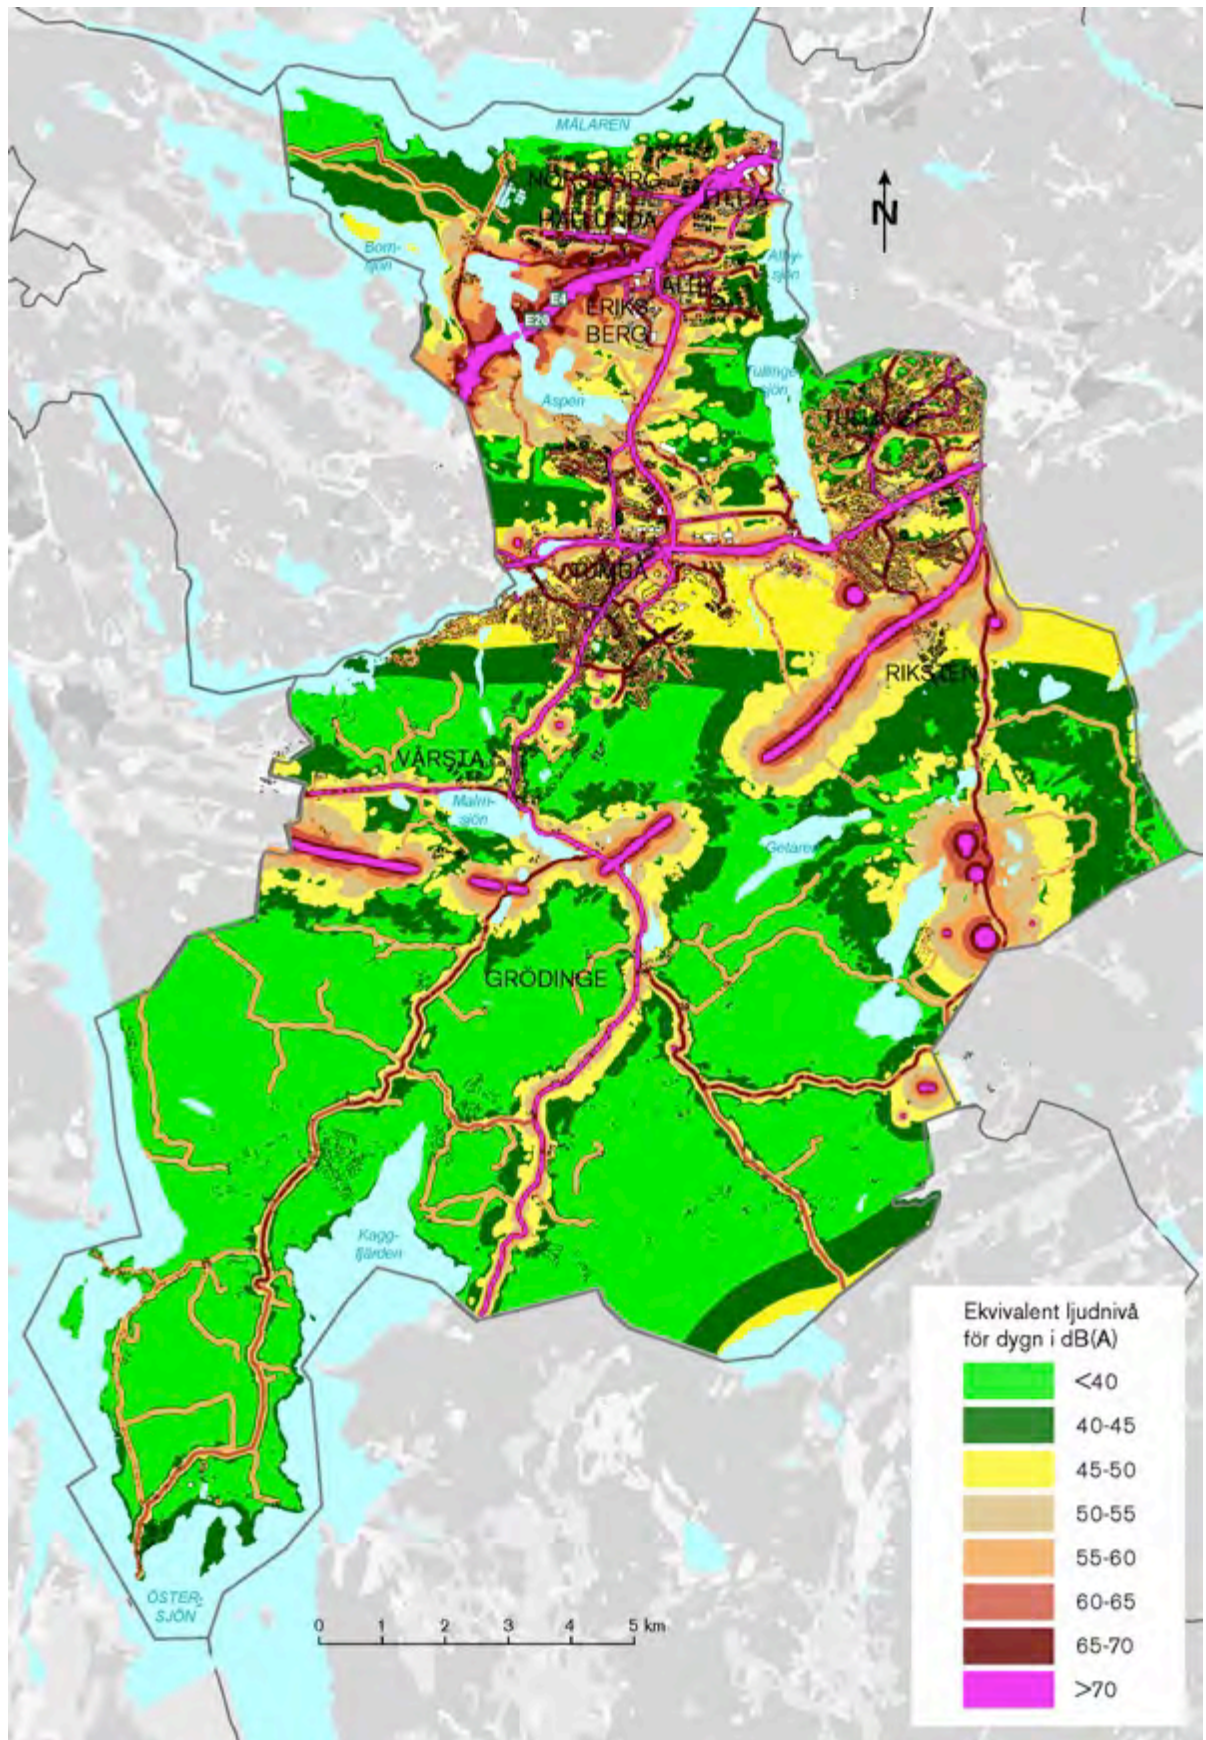 MÄLAREN
N
NORSBORG
FITTJA
HALLUNDA
Born-
sjön
Alby-
sjön
ALBY
E4
E20
ERIKS-
BERG
Aspen
Tullinge-
sjön
TULLINGE
TUMBA
RIKSTEN
VÅRSTA
Malm-
sjön
Getaren
GRÖDINGE
Kagg-
fjärden
ÖSTER-
SJÖN
0 1 2 3 4 5 km
Ekvivalent ljudnivå
för dygn i dB(A)
<40
40-45
45-50
50-55
55-60
60-65
65-70
>70